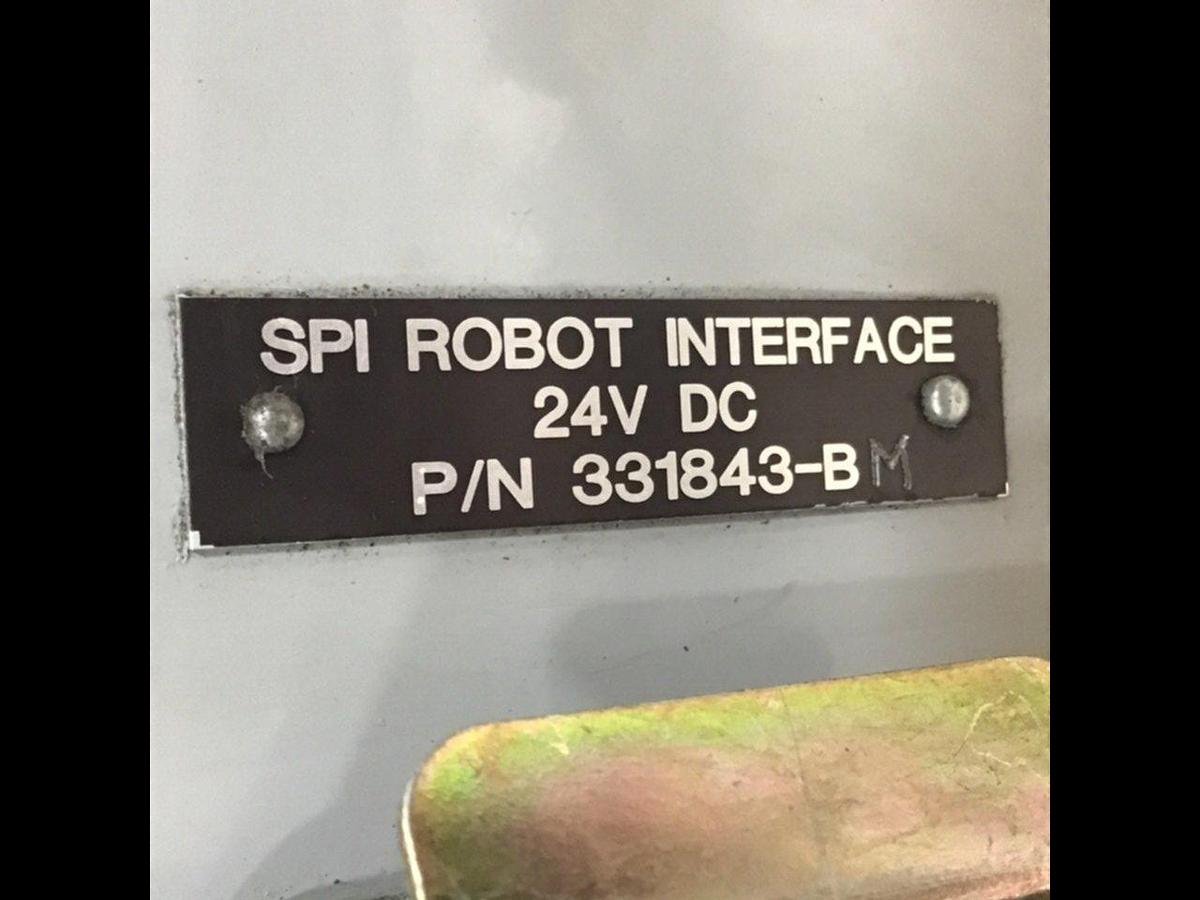 SPI ROBOT INTERFACE
24V DC
P/N 331843-B M